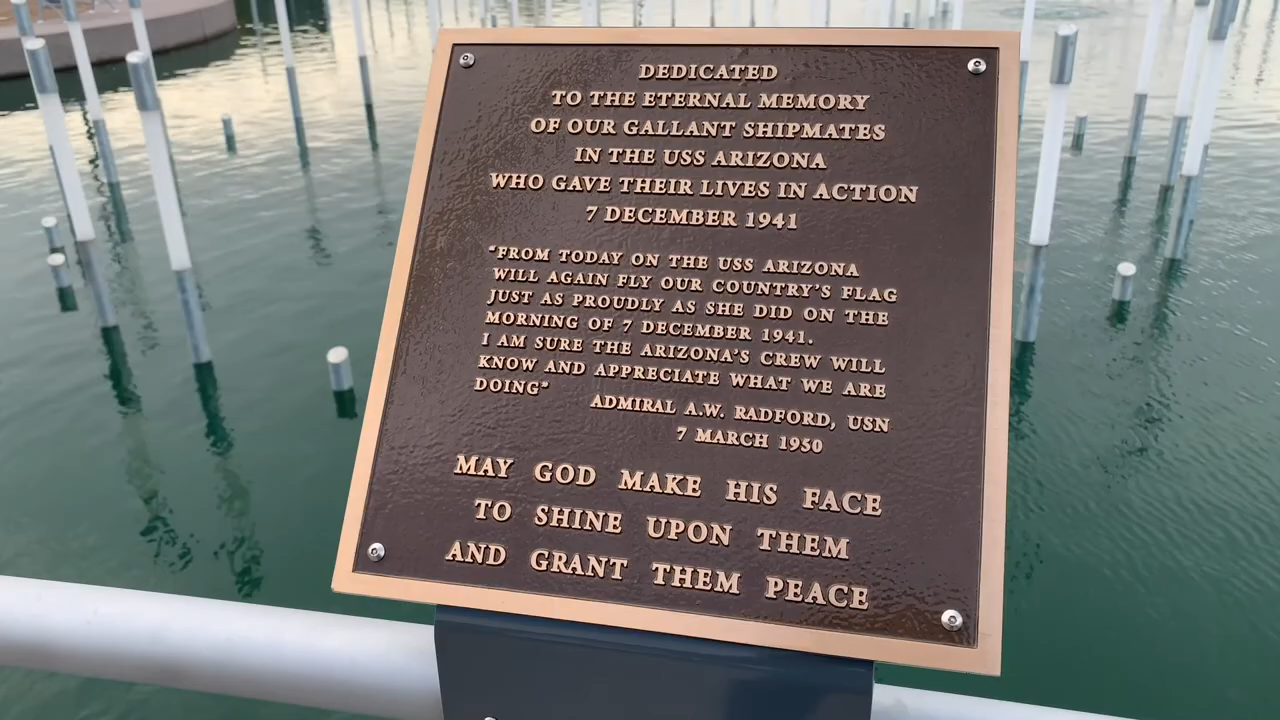 DEDICATED
TO THE ETERNAL MEMORY
OF OUR GALLANT SHIPMATES
IN THE USS ARIZONA
WHO GAVE THEIR LIVES IN ACTION
7 DECEMBER 1941
"FROM TODAY ON THE USS ARIZONA
WILL AGAIN FLY OUR COUNTRY'S FLAG
JUST AS PROUDLY AS SHE DID ON THE
MORNING OF 7 DECEMBER 1941.
I AM SURE THE ARIZONA'S CREW WILL
KNOW AND APPRECIATE WHAT WE ARE
DOING"
ADMIRAL A.W. RADFORD, USN
7 MARCH 1950
MAY GOD MAKE HIS FACE
TO SHINE UPON THEM
AND GRANT THEM PEACE